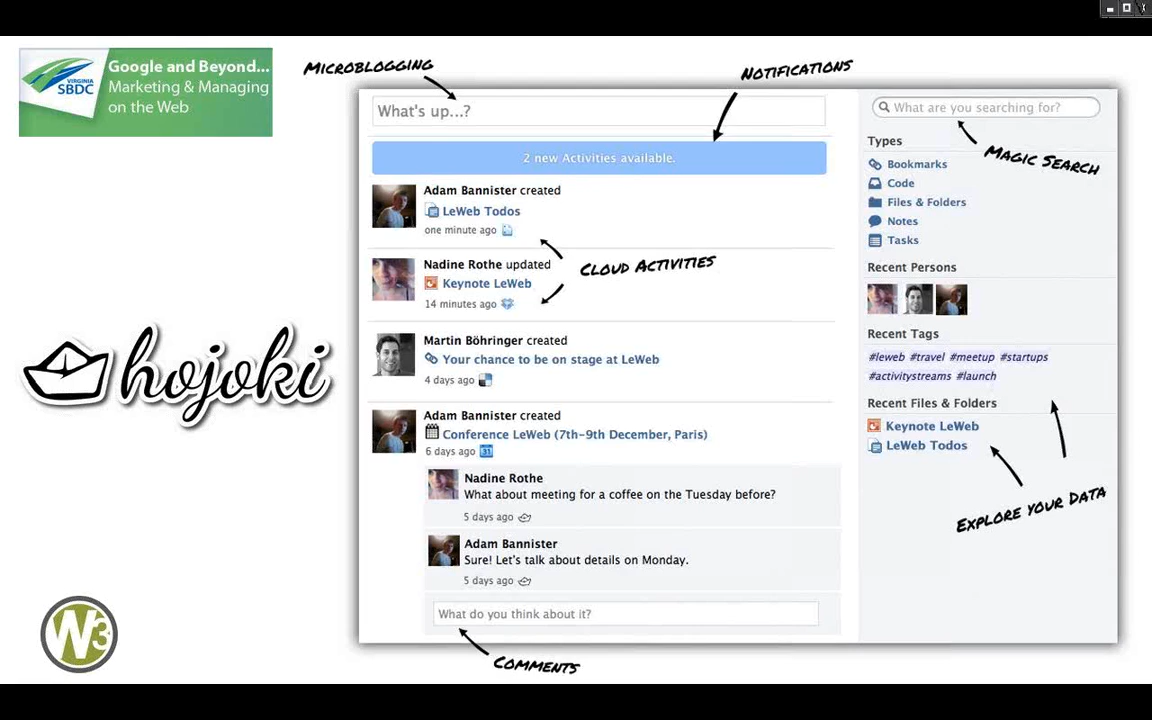 VIRGINIA
SBDC
Google and Beyond...
Marketing & Managing
on the Web
hojoki
W3
MICROBLOGGING
NOTIFICATIONS
What's up...?
2 new Activities available.
Adam Bannister created
LeWeb Todos
one minute ago
CLOUD ACTIVITIES
Nadine Rothe updated
Keynote LeWeb
14 minutes ago
Martin Böhringer created
Your chance to be on stage at LeWeb
4 days ago
Adam Bannister created
Conference LeWeb (7th-9th December, Paris)
6 days ago 31
Nadine Rothe
What about meeting for a coffee on the Tuesday before?
5 days ago
Adam Bannister
Sure! Let's talk about details on Monday.
5 days ago
What do you think about it?
COMMENTS
What are you searching for?
MAGIC SEARCH
Types
Bookmarks
Code
Files & Folders
Notes
Tasks
Recent Persons
Recent Tags
#leweb #travel #meetup #startups
#activitystreams #launch
Recent Files & Folders
Keynote LeWeb
LeWeb Todos
EXPLORE YOUR DATA